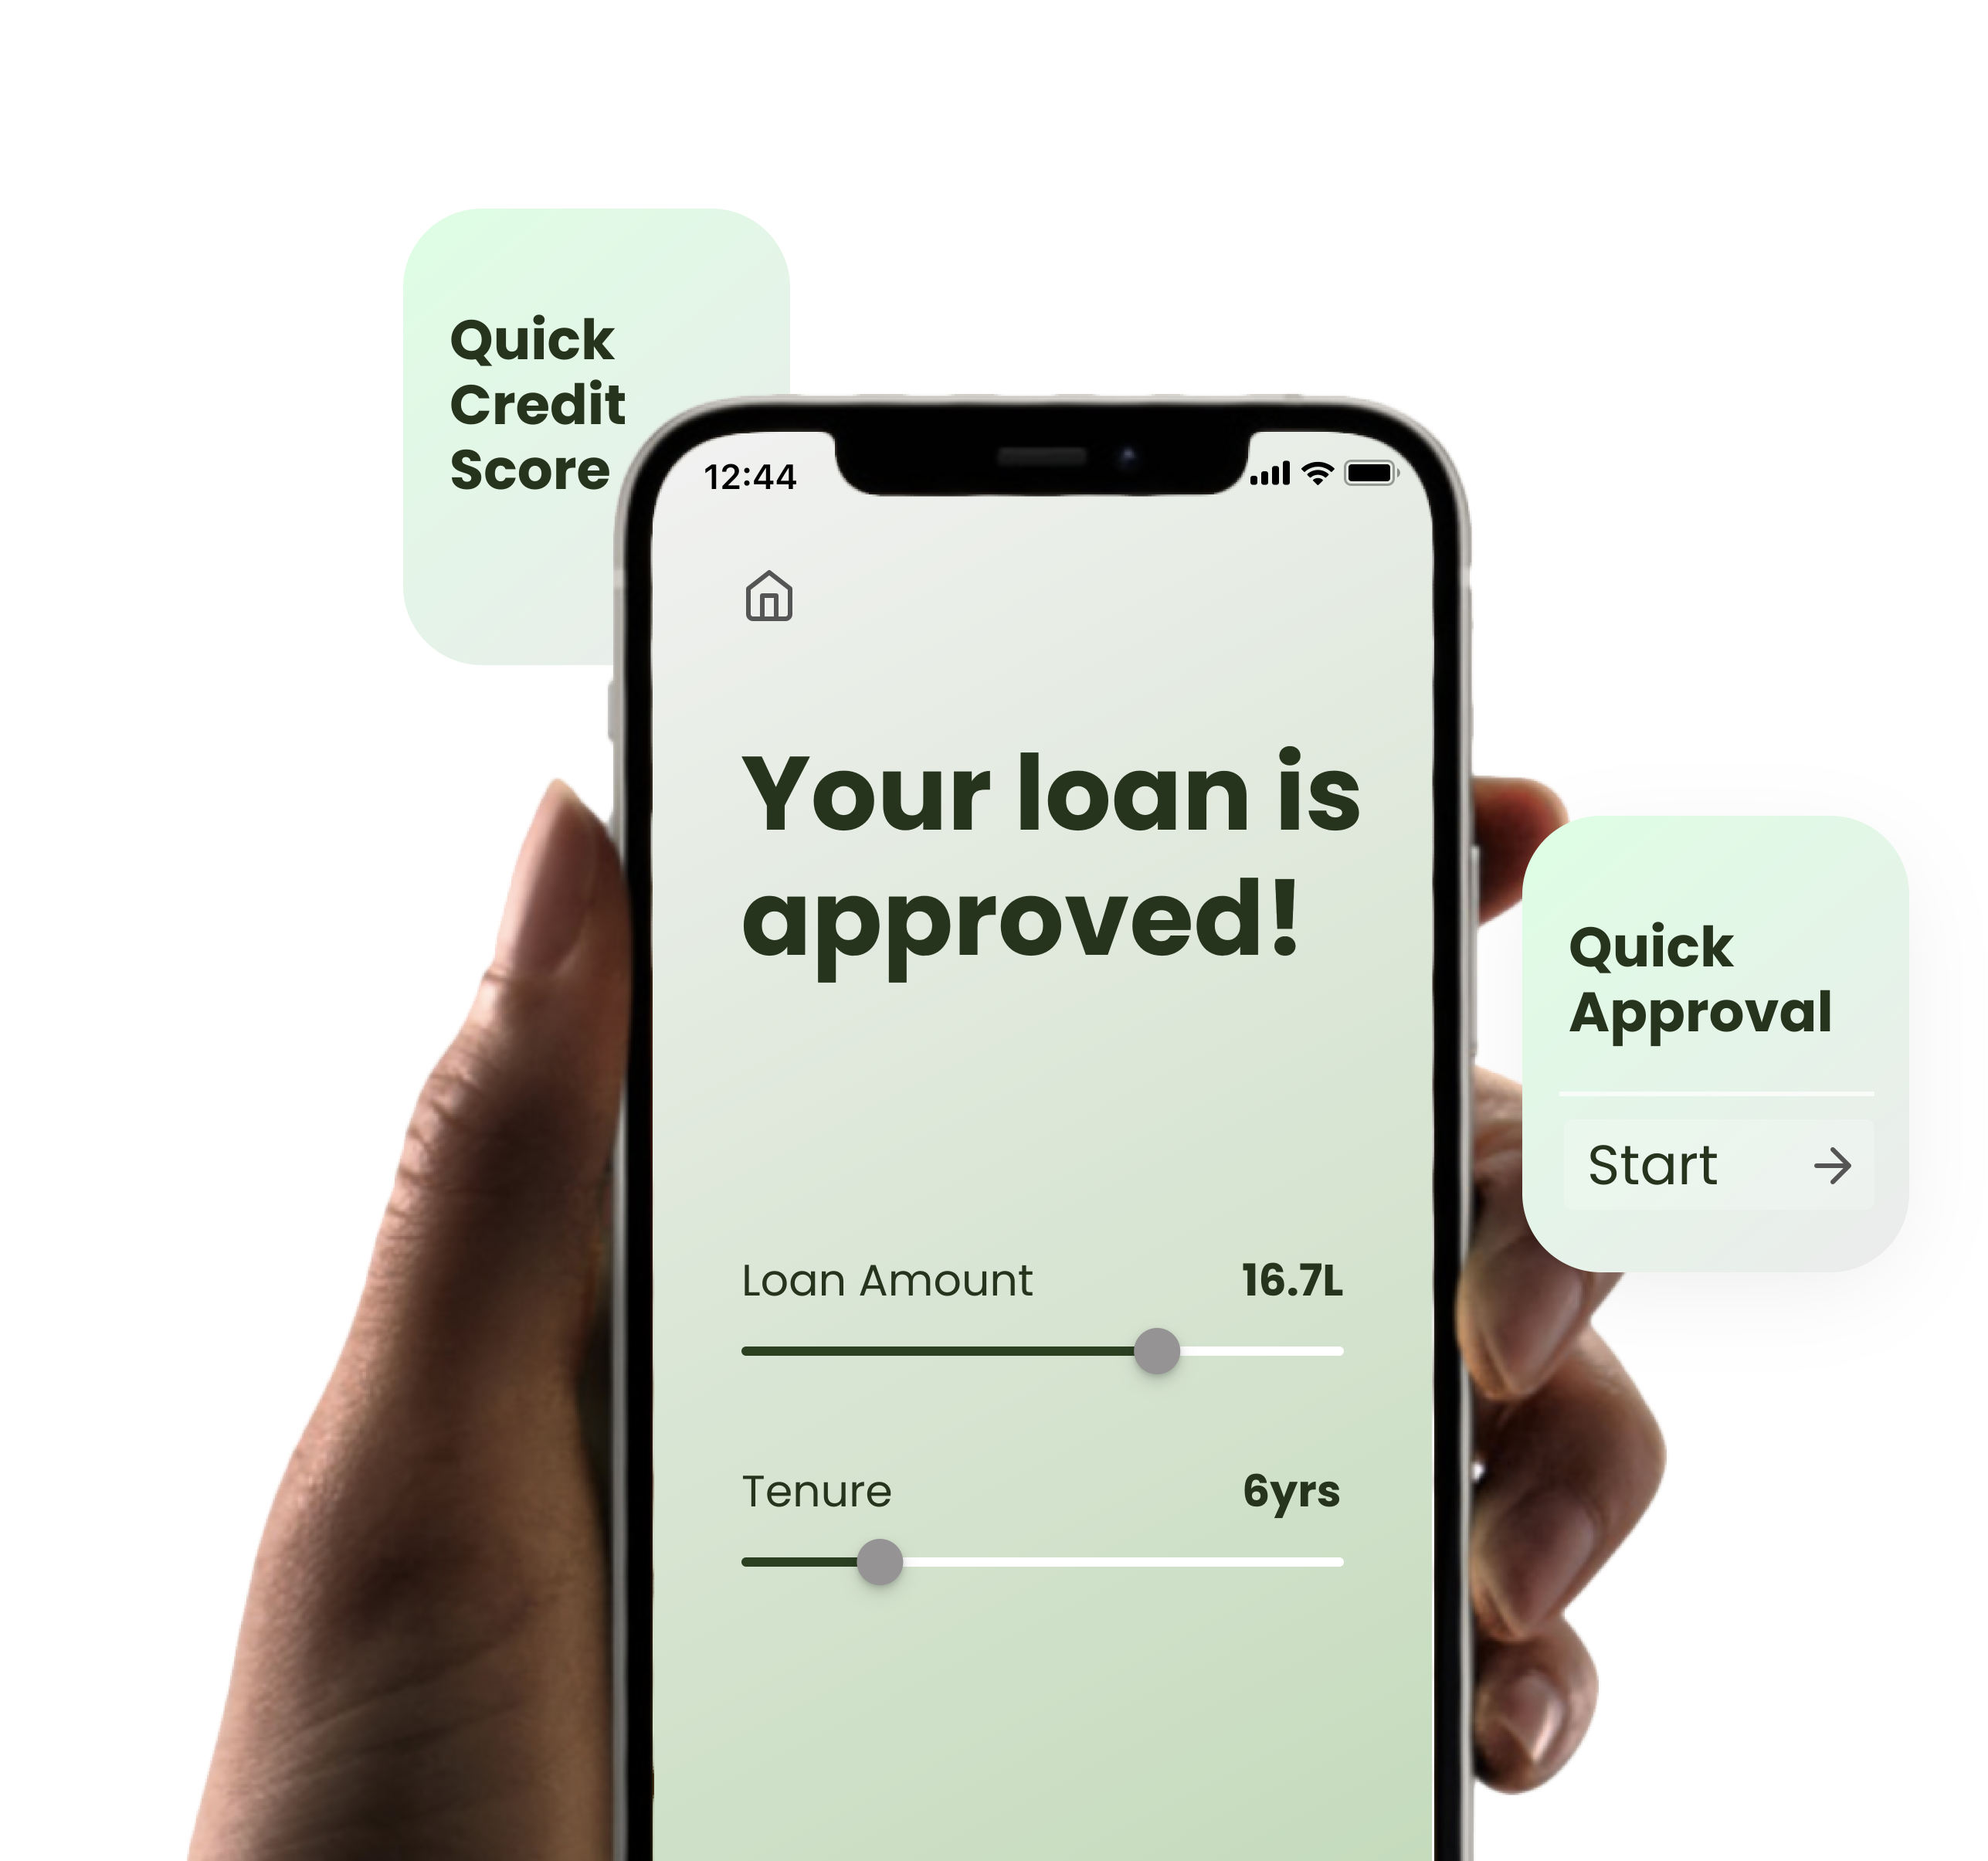 Quick
Credit
Score
12:44
Your loan is
approved!
Quick
Approval
Start
Loan Amount 16.7L
Tenure 6yrs